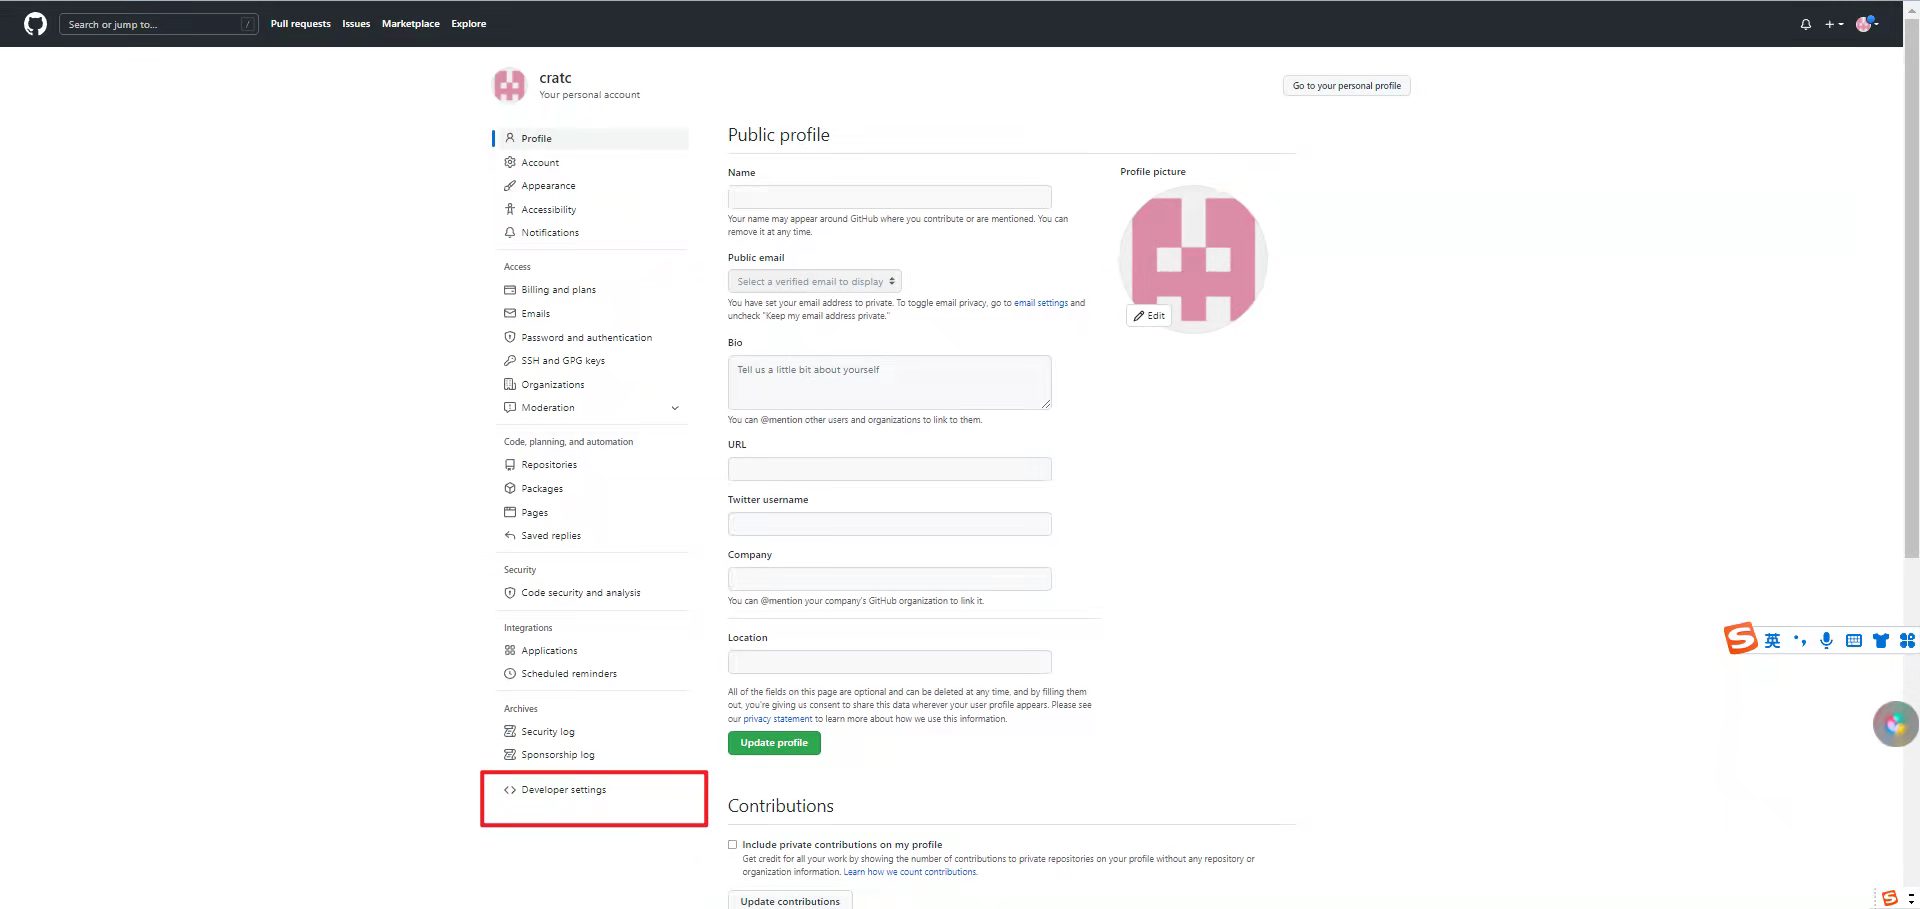 Search or jump to... /
Pull requests Issues Marketplace Explore
cratc
Your personal account
Go to your personal profile
Profile
Account
Appearance
Accessibility
Notifications
Access
Billing and plans
Emails
Password and authentication
SSH and GPG keys
Organizations
Moderation
Code, planning, and automation
Repositories
Packages
Pages
Saved replies
Security
Code security and analysis
Integrations
Applications
Scheduled reminders
Archives
Security log
Sponsorship log
Developer settings
Public profile
Name
Your name may appear around GitHub where you contribute or are mentioned. You can
remove it at any time.
Public email
Select a verified email to display
You have set your email address to private. To toggle email privacy, go to email settings and
uncheck "Keep my email address private."
Bio
Tell us a little bit about yourself
You can @mention other users and organizations to link to them.
URL
Twitter username
Company
You can @mention your company's GitHub organization to link it.
Location
All of the fields on this page are optional and can be deleted at any time, and by filling them
out, you're giving us consent to share this data wherever your user profile appears. Please see
our privacy statement to learn more about how we use this information.
Update profile
Profile picture
Edit
Contributions
Include private contributions on my profile
Get credit for all your work by showing the number of contributions to private repositories on your profile without any repository or
organization information. Learn how we count contributions.
Update contributions
S 英
S